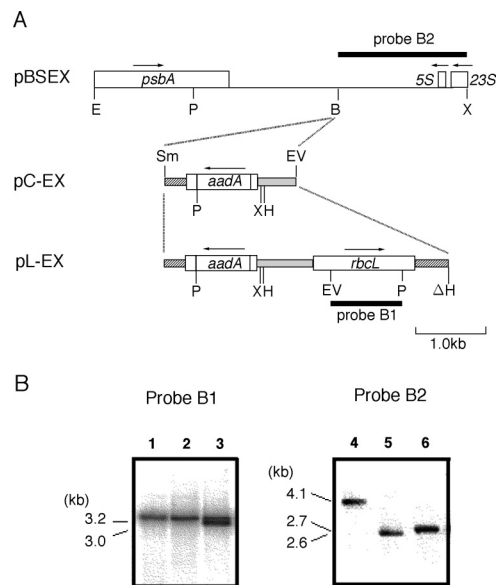 A
probe B2
pBSEX
psbA
5S
23S
E
P
B
X
Sm
EV
pC-EX
aadA
P
XH
pL-EX
aadA
rbcL
P
XH
EV
P
ΔH
probe B1
1.0kb
B
Probe B1
Probe B2
1 2 3
4 5 6
(kb)
3.2
3.0
(kb)
4.1
2.7
2.6